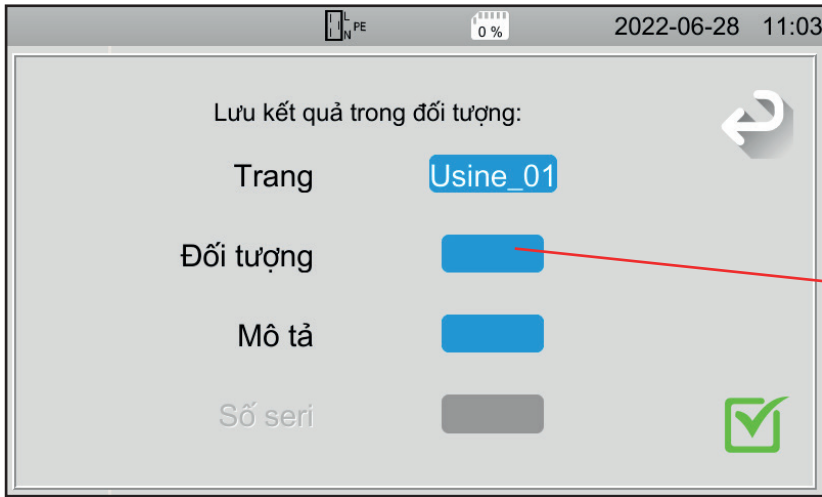 L
N PE
0 %
2022-06-28 11:03
Lưu kết quả trong đối tượng:
Trang Usine_01
Đối tượng
Mô tả
Số seri